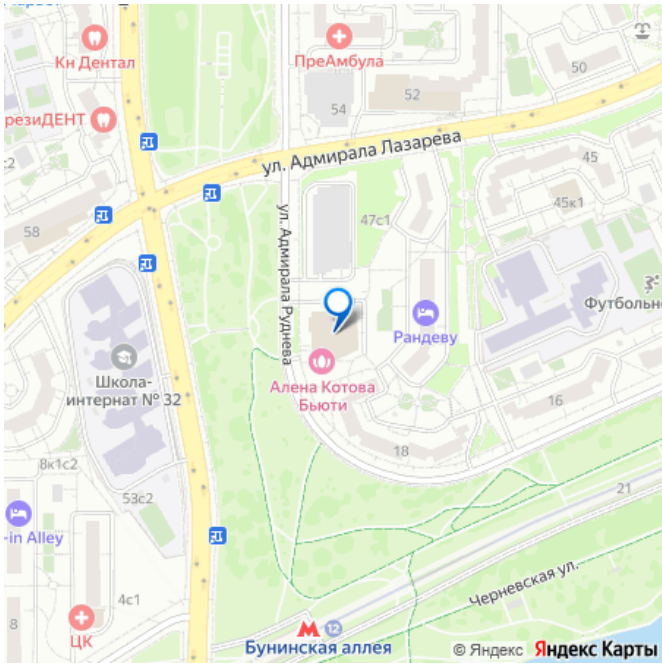 Кн Дентал
ПреАмбула
50
52
54
резиДЕНТ
ул. Адмирала Лазарева
45
с2
45к1
47с1
58
ул. Адмирала Руднева
Футбольно
Рандеву
Школа-
интернат № 32
Алена Котова
Бьюти
16
18
8к1с2
21
53с2
-in Alley
Черневская ул.
4с1
8
ЦК
М 12
Бунинская аллея
© Яндекс Яндекс Карты